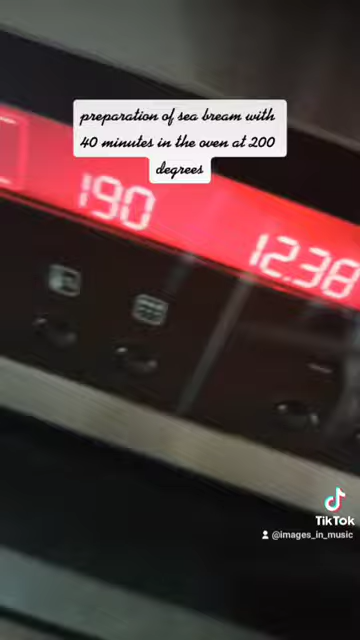 preparation of sea bream with
40 minutes in the oven at 200
degrees
190
12.38
TikTok
@images_in_music